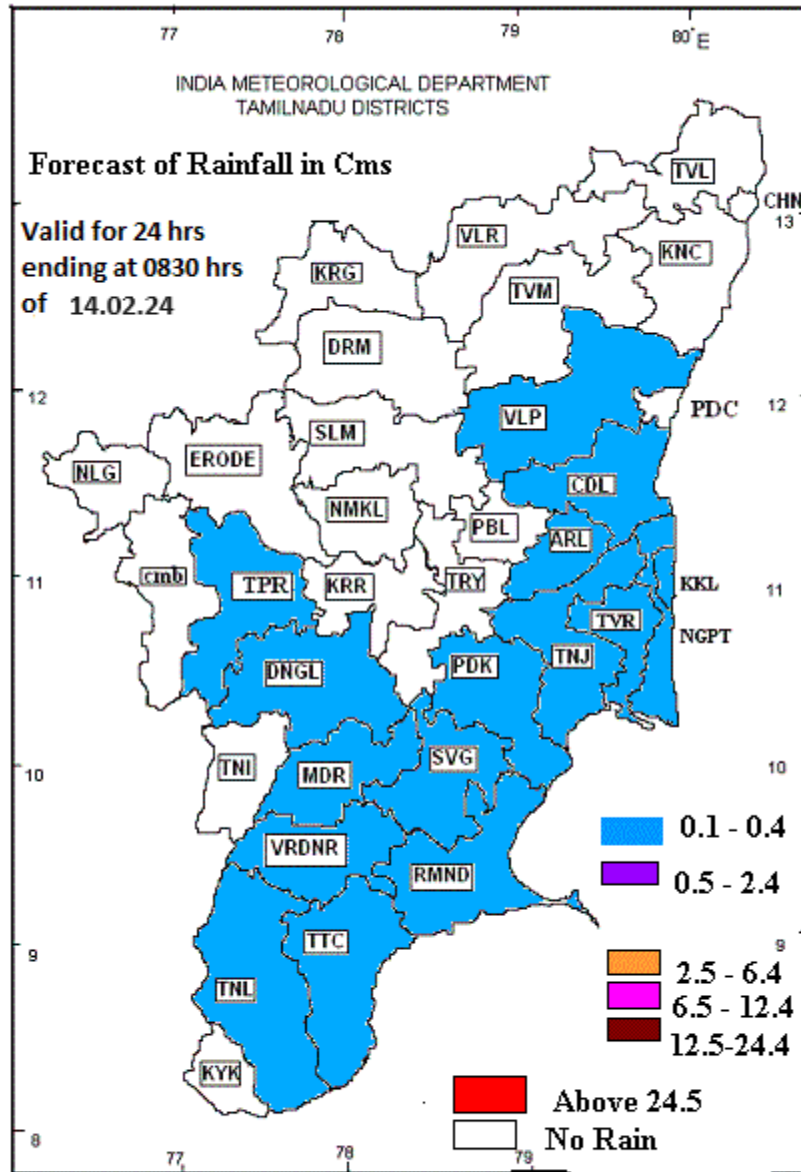 77 78 79 80°E
INDIA METEOROLOGICAL DEPARTMENT
TAMILNADU DISTRICTS
Forecast of Rainfall in Cms
TVL
CHN
13
Valid for 24 hrs
ending at 0830 hrs
of 14.02.24
VLR
KNC
KRG
TVM
DRM
12
12
VLP
PDC
SLM
ERODE
NLG
CDL
NMKL
PBL
ARL
11
cmb
TPR
KRR
TRY
11
KKL
TVR
NGPT
DNGL
PDK
TNJ
10
TNI
MDR
SVG
10
0.1 - 0.4
VRDNR
RMND
0.5 - 2.4
9
TTC
9
TNL
2.5 - 6.4
6.5 - 12.4
12.5-24.4
KYK
Above 24.5
8
No Rain
77 78 79